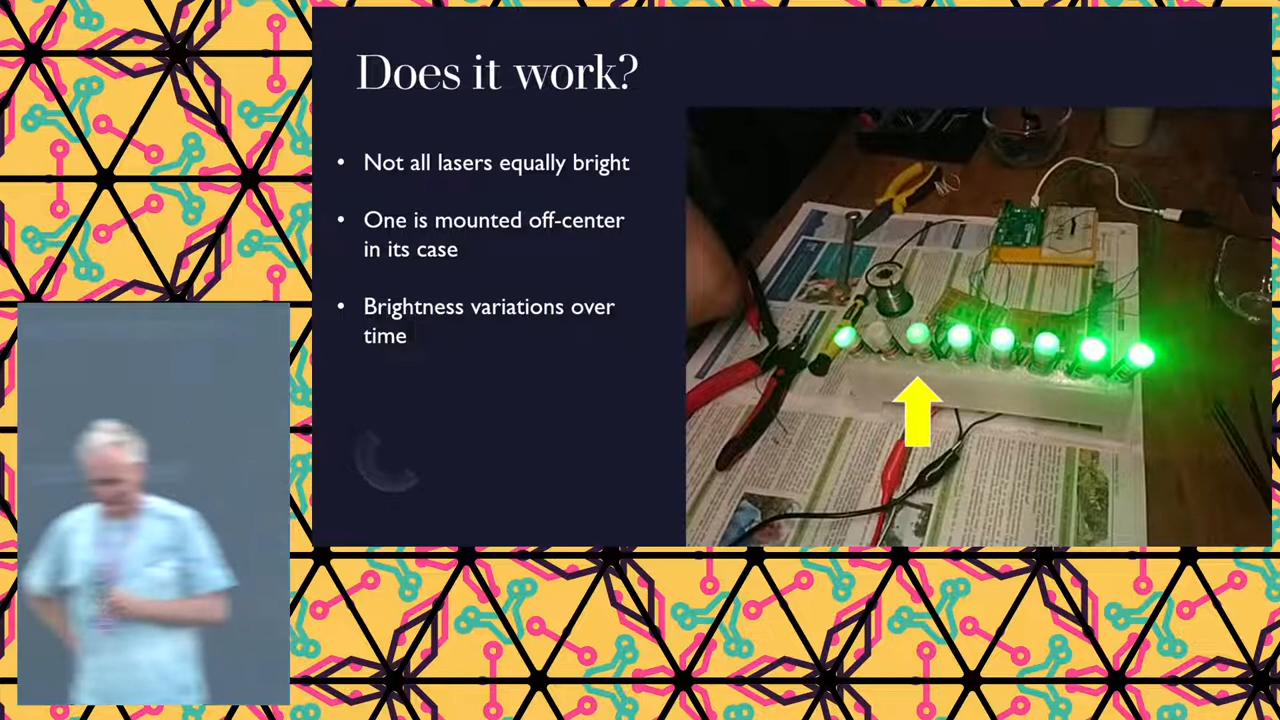 Does it work?
• Not all lasers equally bright
• One is mounted off-center
in its case
• Brightness variations over
time